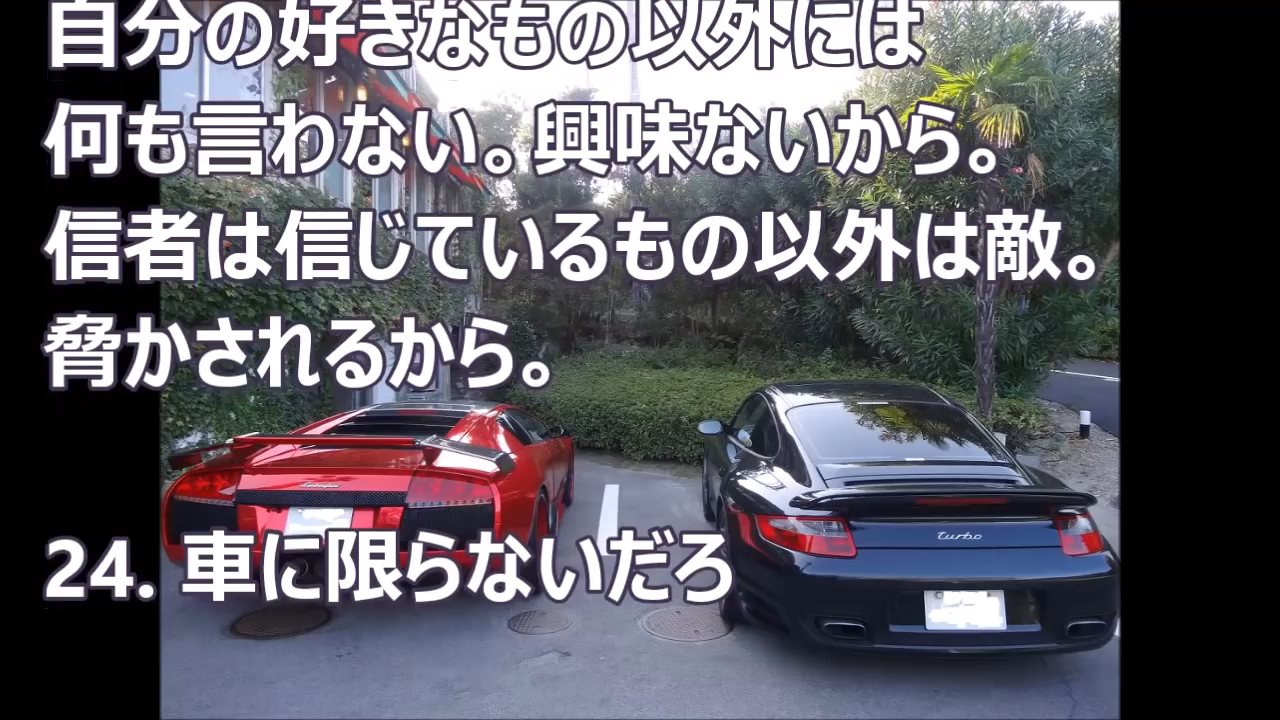 自分の好きなもの以外には
何も言わない。興味ないから。
信者は信じているもの以外は敵。
脅かされるから。
24. 車に限らないだろ
Lamborghini
turbo